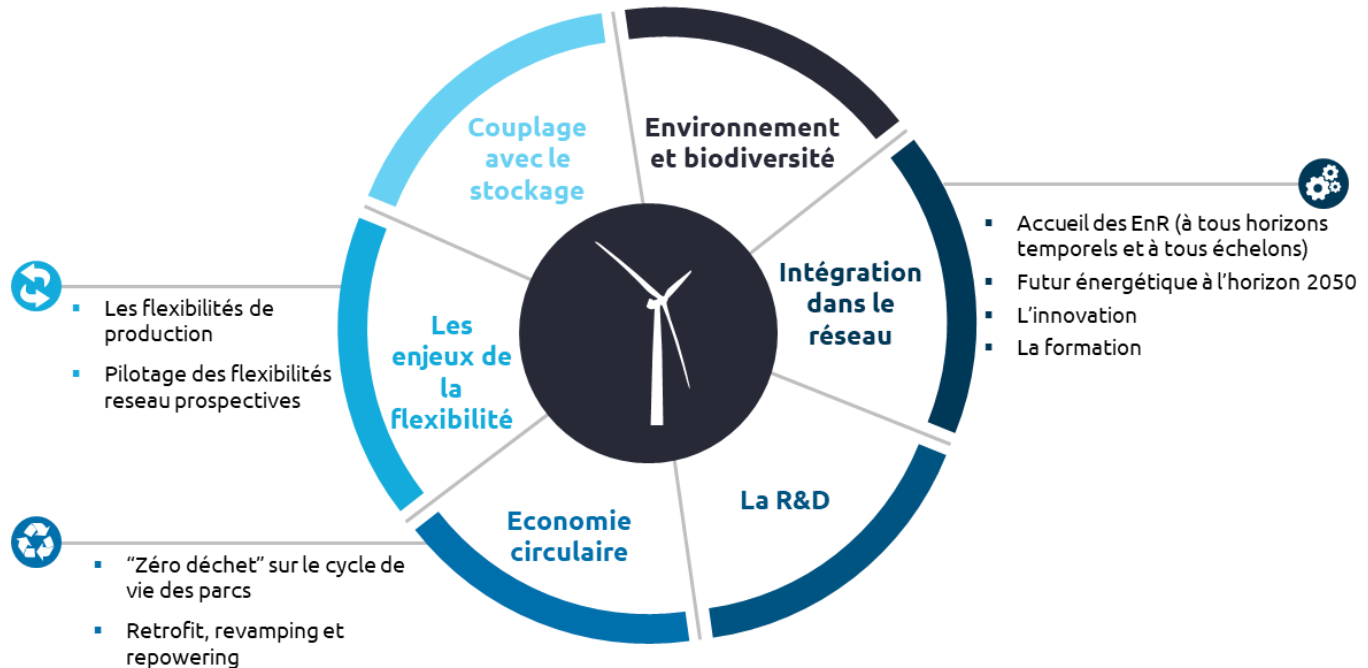 Couplage
avec le
stockage
Environnement
et biodiversité
Intégration
dans le
réseau
▪ Accueil des EnR (à tous horizons
temporels et à tous échelons)
▪ Futur énergétique à l’horizon 2050
▪ L’innovation
▪ La formation
La R&D
Economie
circulaire
▪ “Zéro déchet” sur le cycle de
vie des parcs
▪ Retrofit, revamping et
repowering
Les
enjeux de
la
flexibilité
▪ Les flexibilités de
production
▪ Pilotage des flexibilités
reseau prospectives